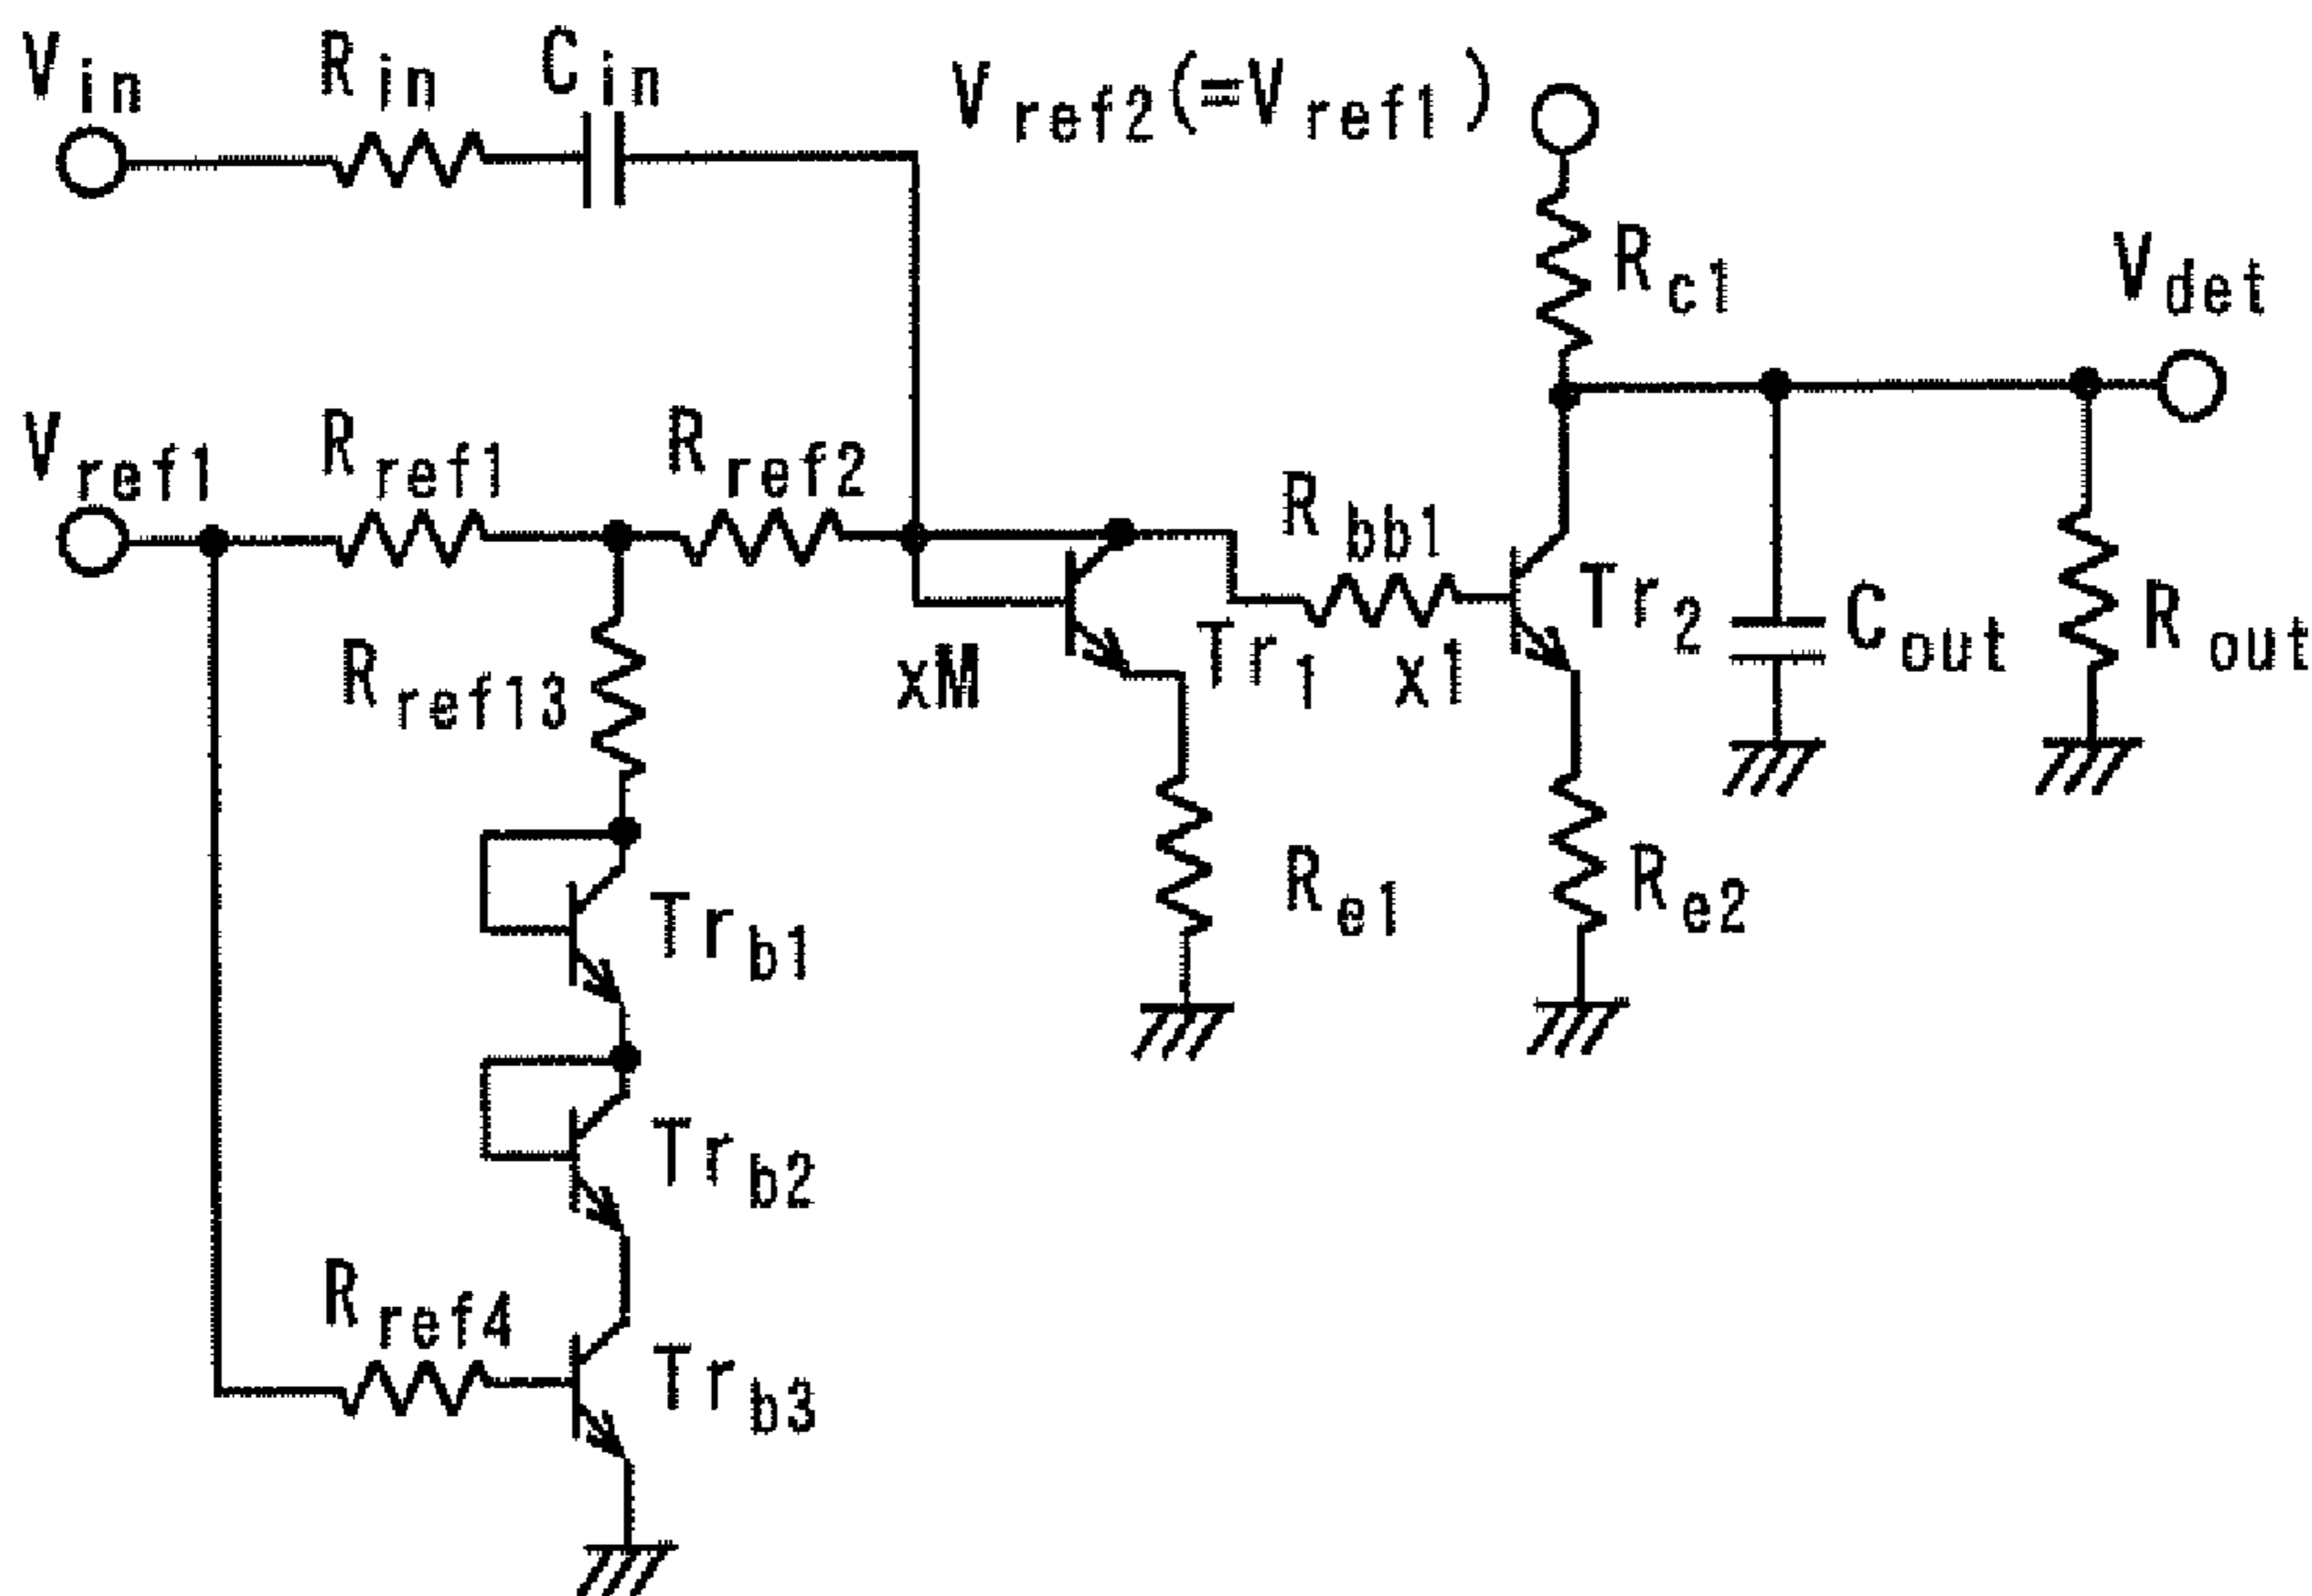 Vin
Rin
Cin
Vref2(=Vref1)
Rc1
Vdet
Vref1
Rref1
Rref2
Rbb1
Tr2
Cout
Rout
Rref13
xM
Tr1
x1
Trb1
Re1
Re2
Trb2
Rref4
Trb3